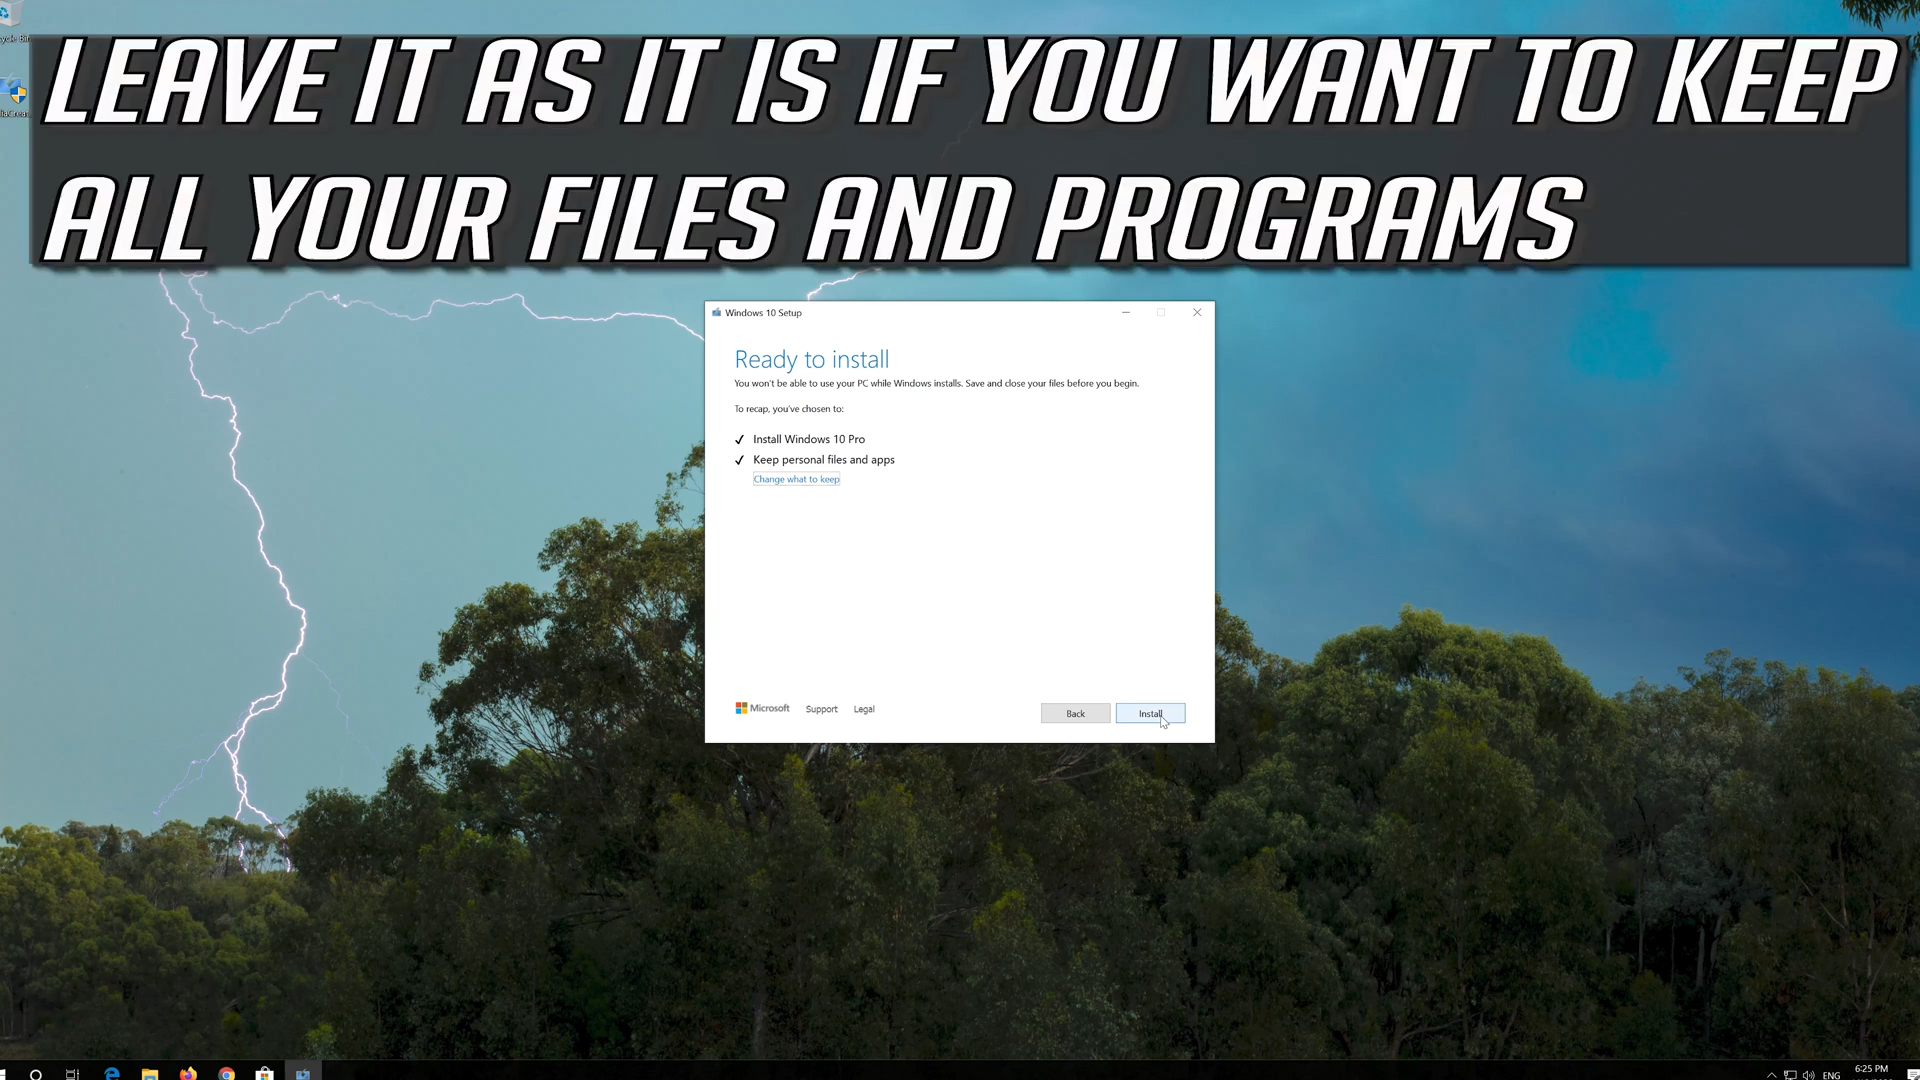 LEAVE IT AS IT IS IF YOU WANT TO KEEP
ALL YOUR FILES AND PROGRAMS
Windows 10 Setup
Ready to install
You won't be able to use your PC while Windows installs. Save and close your files before you begin.
To recap, you've chosen to:
Install Windows 10 Pro
Keep personal files and apps
Change what to keep
Microsoft Support Legal
Back Install
ENG
6:25 PM